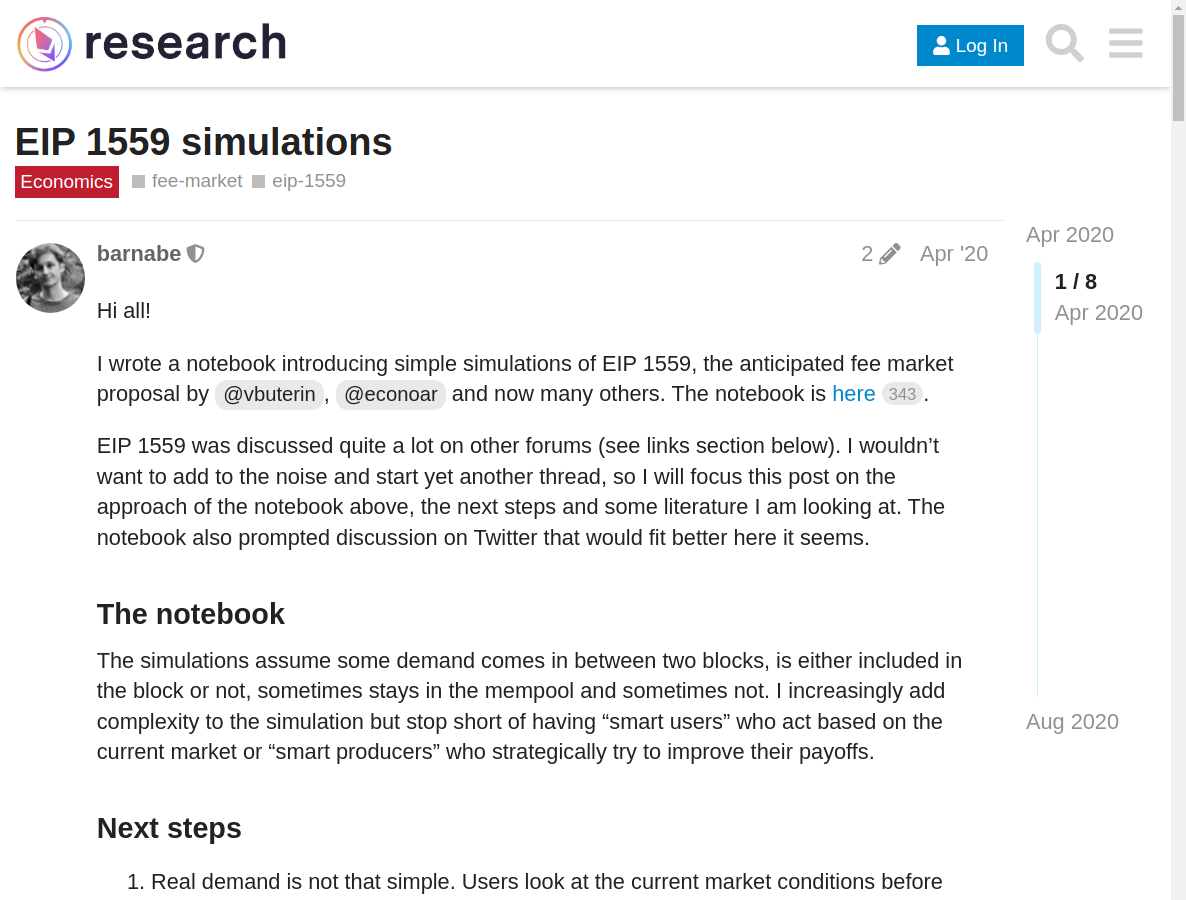 research
Log In
EIP 1559 simulations
Economics fee-market eip-1559
Apr 2020
barnabe 2 Apr '20
1 / 8
Apr 2020
Hi all!
I wrote a notebook introducing simple simulations of EIP 1559, the anticipated fee market
proposal by @vbuterin, @econoar and now many others. The notebook is here 343.
EIP 1559 was discussed quite a lot on other forums (see links section below). I wouldn’t
want to add to the noise and start yet another thread, so I will focus this post on the
approach of the notebook above, the next steps and some literature I am looking at. The
notebook also prompted discussion on Twitter that would fit better here it seems.
The notebook
The simulations assume some demand comes in between two blocks, is either included in
the block or not, sometimes stays in the mempool and sometimes not. I increasingly add
complexity to the simulation but stop short of having “smart users” who act based on the
current market or “smart producers” who strategically try to improve their payoffs.
Aug 2020
Next steps
1. Real demand is not that simple. Users look at the current market conditions before